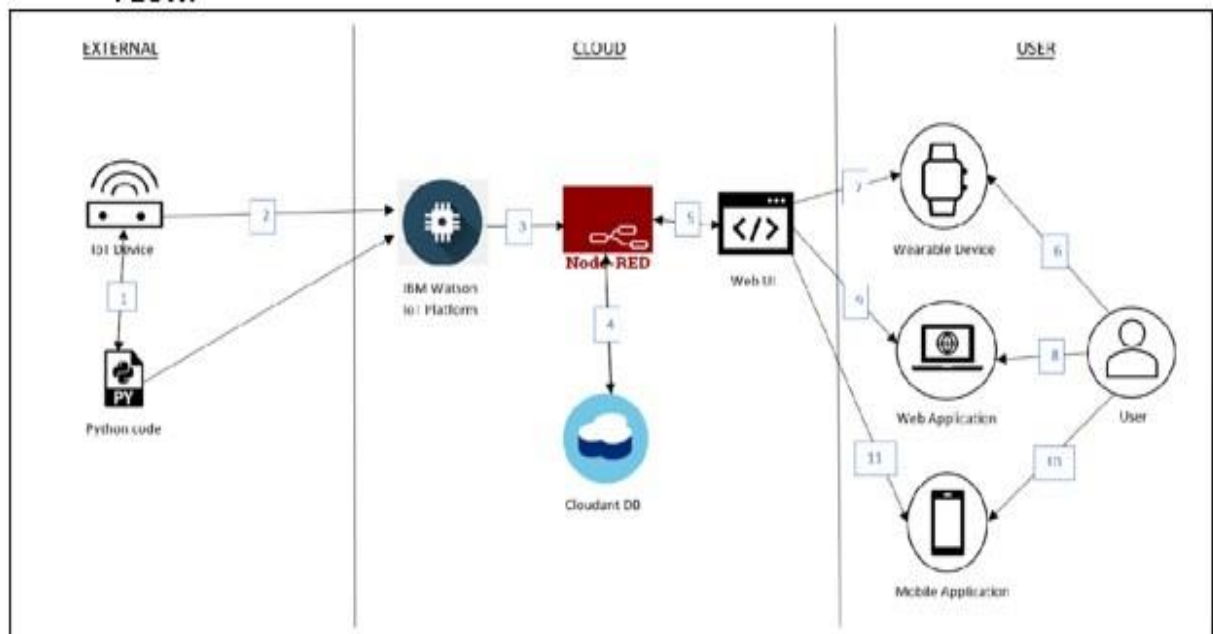 EXTERNAL
CLOUD
USER
IoT Device
1
2
PY
Python code
IBM Watson
IoT Platform
3
Node-RED
4
Cloudant DB
5
</>
Web UI
7
9
11
Wearable Device
6
Web Application
8
User
10
Mobile Application